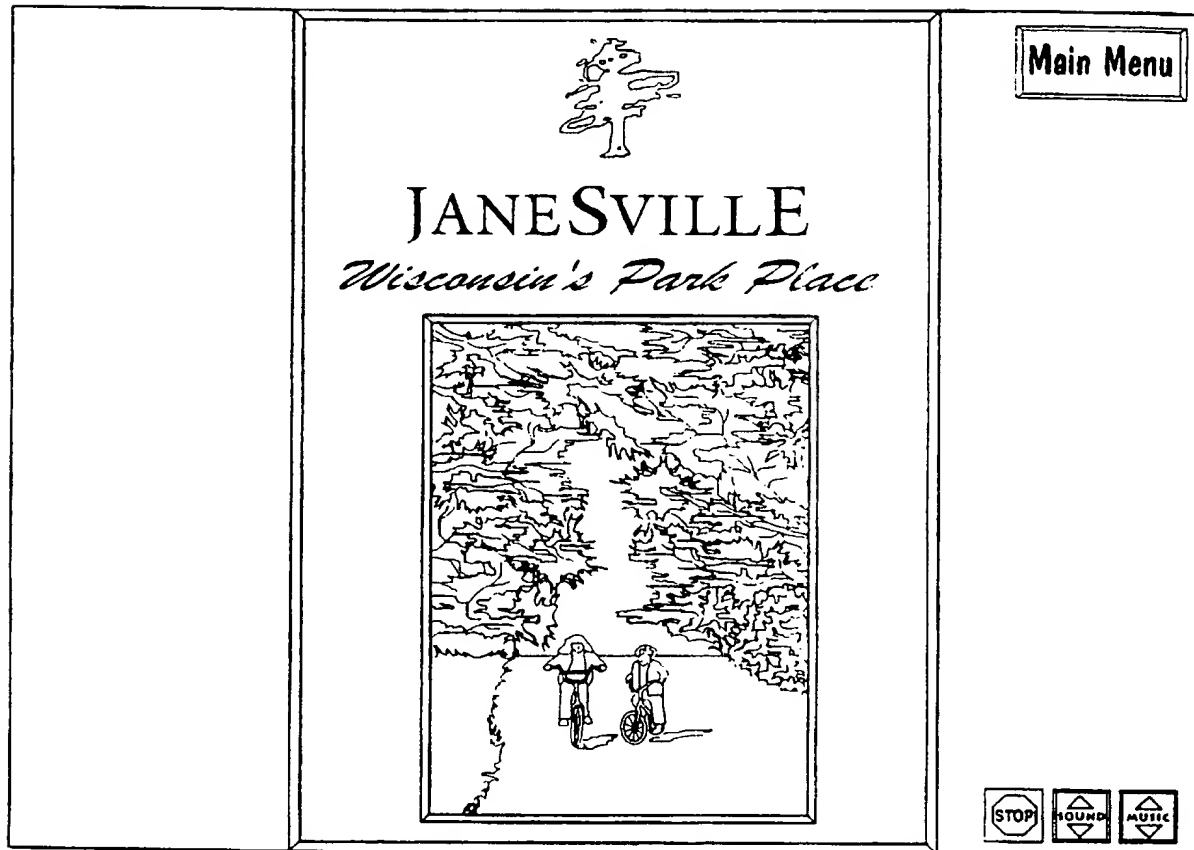 Main Menu
JANESVILLE
Wisconsin's Park Place
STOP
SOUND
MUSIC